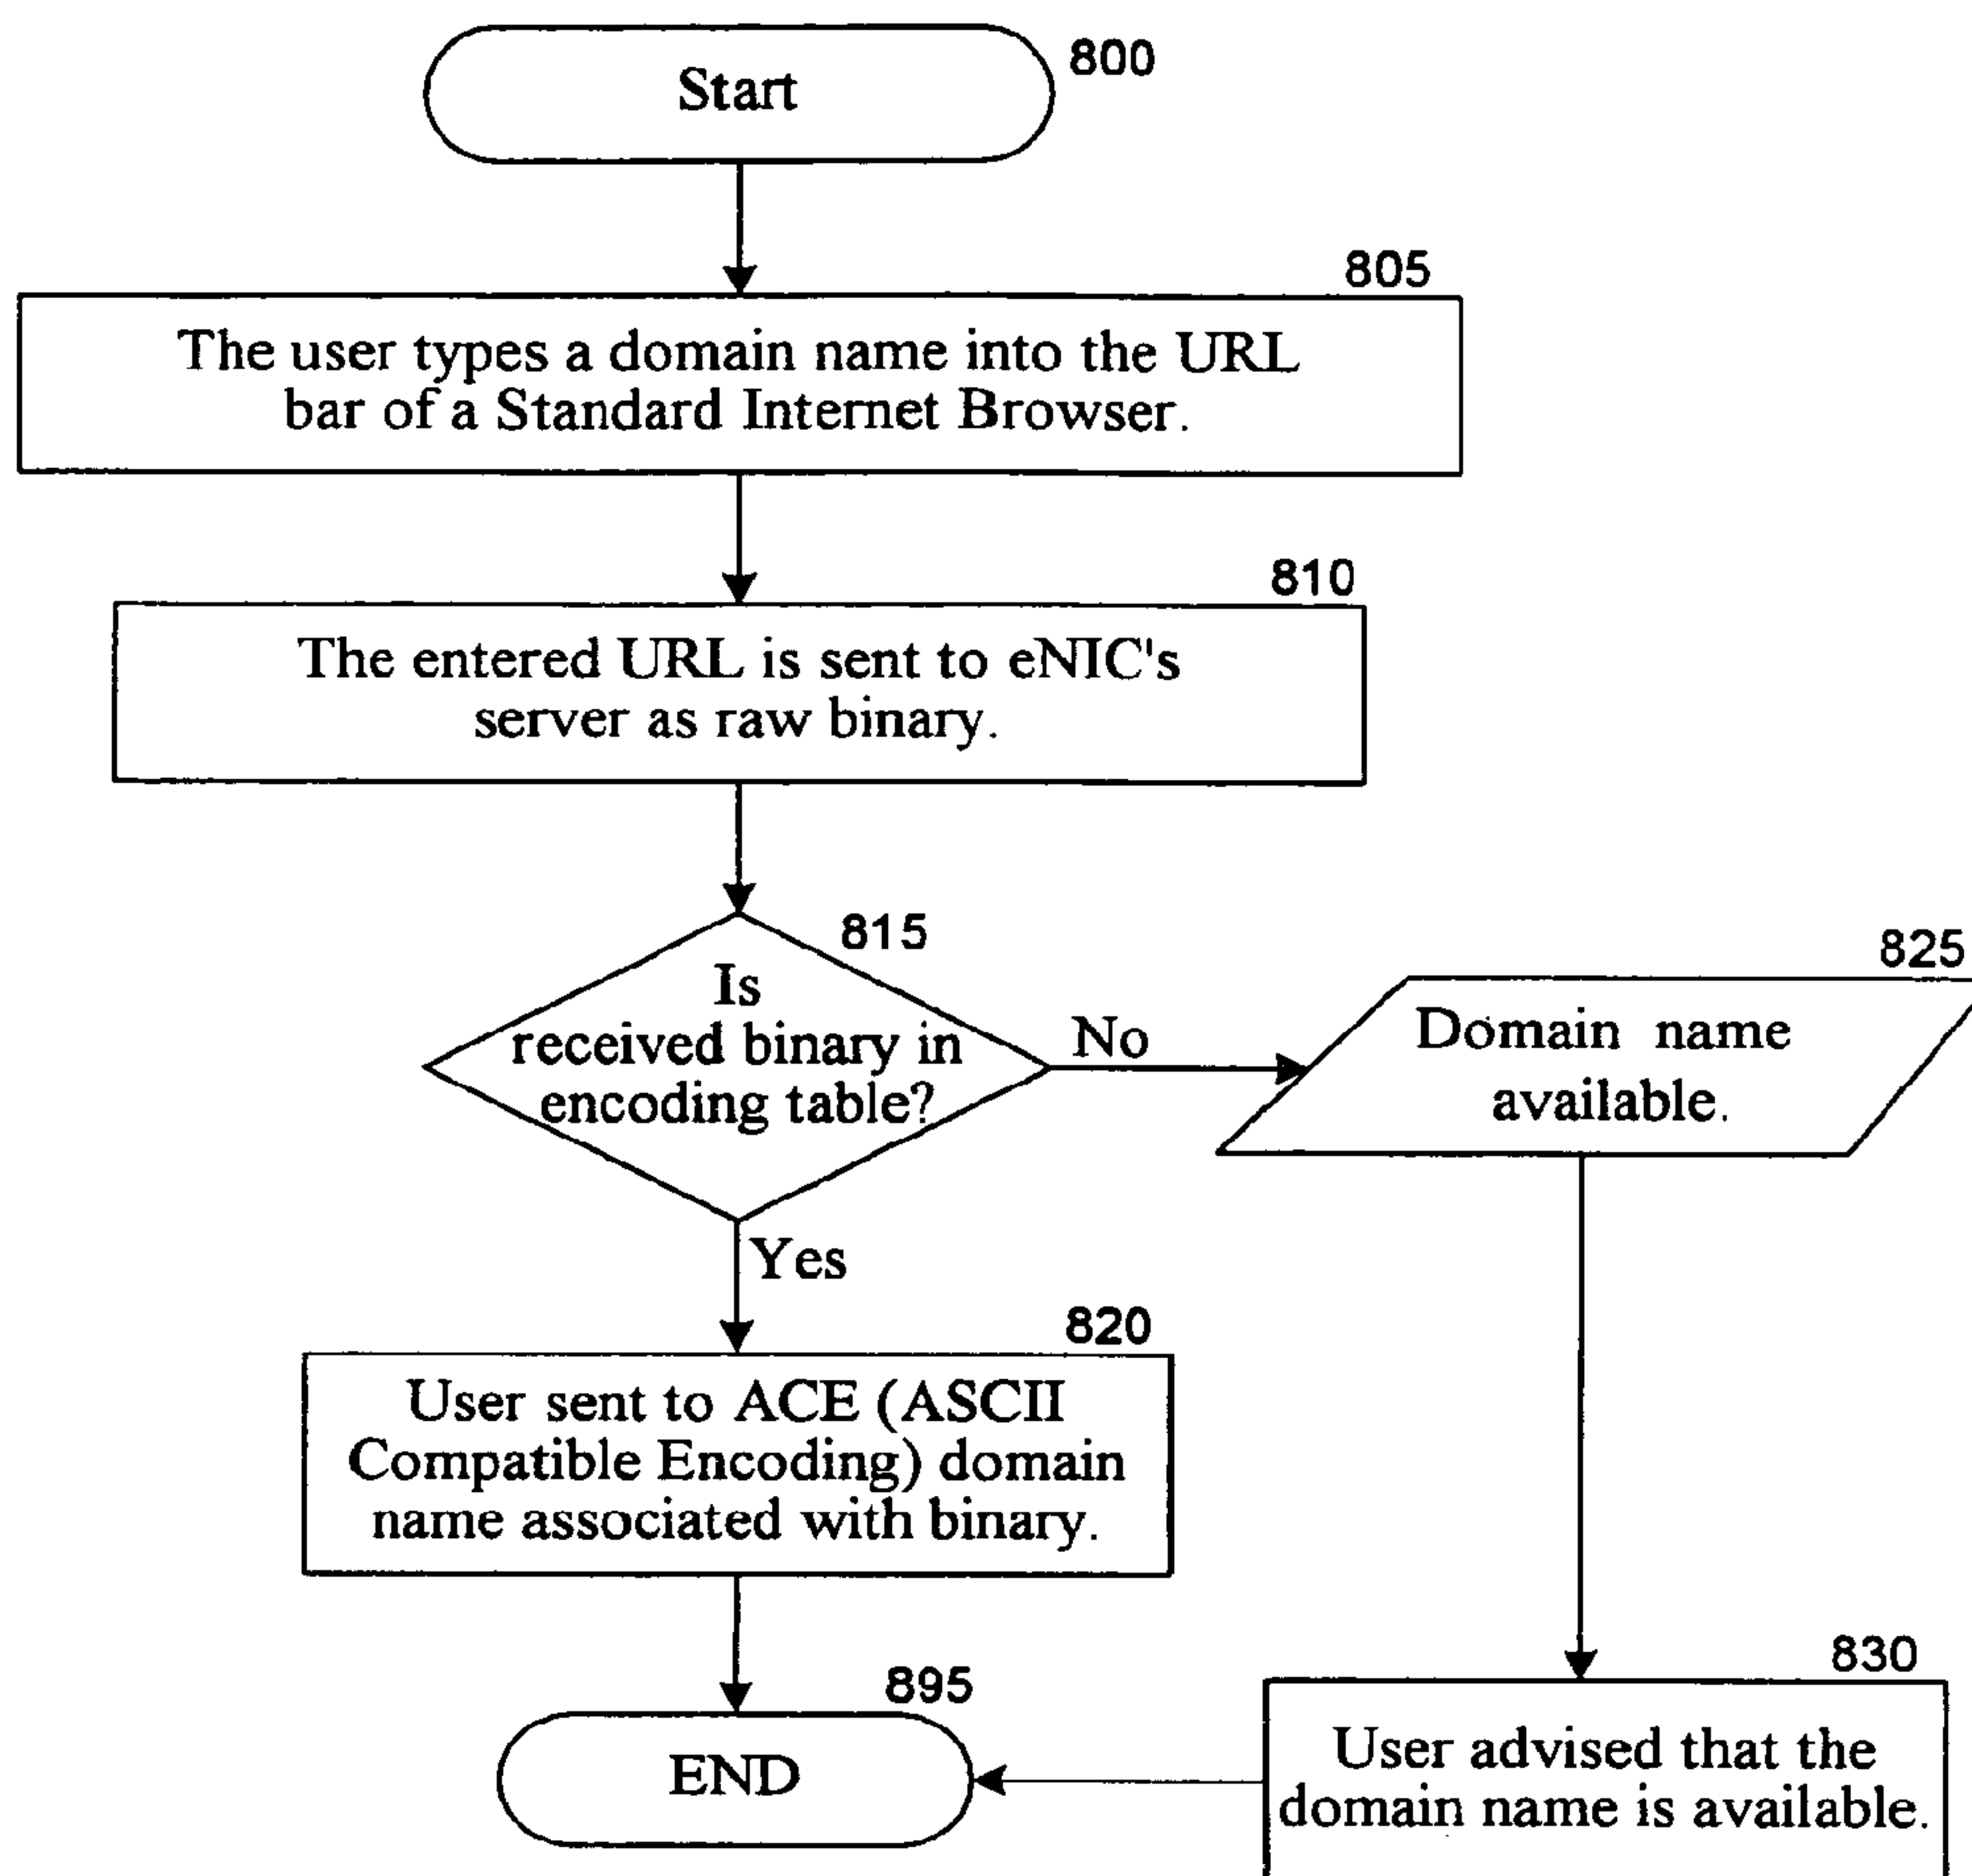 Start
800
805
The user types a domain name into the URL
bar of a Standard Internet Browser.
810
The entered URL is sent to eNIC's
server as raw binary.
815
Is
received binary in
encoding table?
No
825
Domain name
available.
Yes
820
User sent to ACE (ASCII
Compatible Encoding) domain
name associated with binary.
830
User advised that the
domain name is available.
895
END